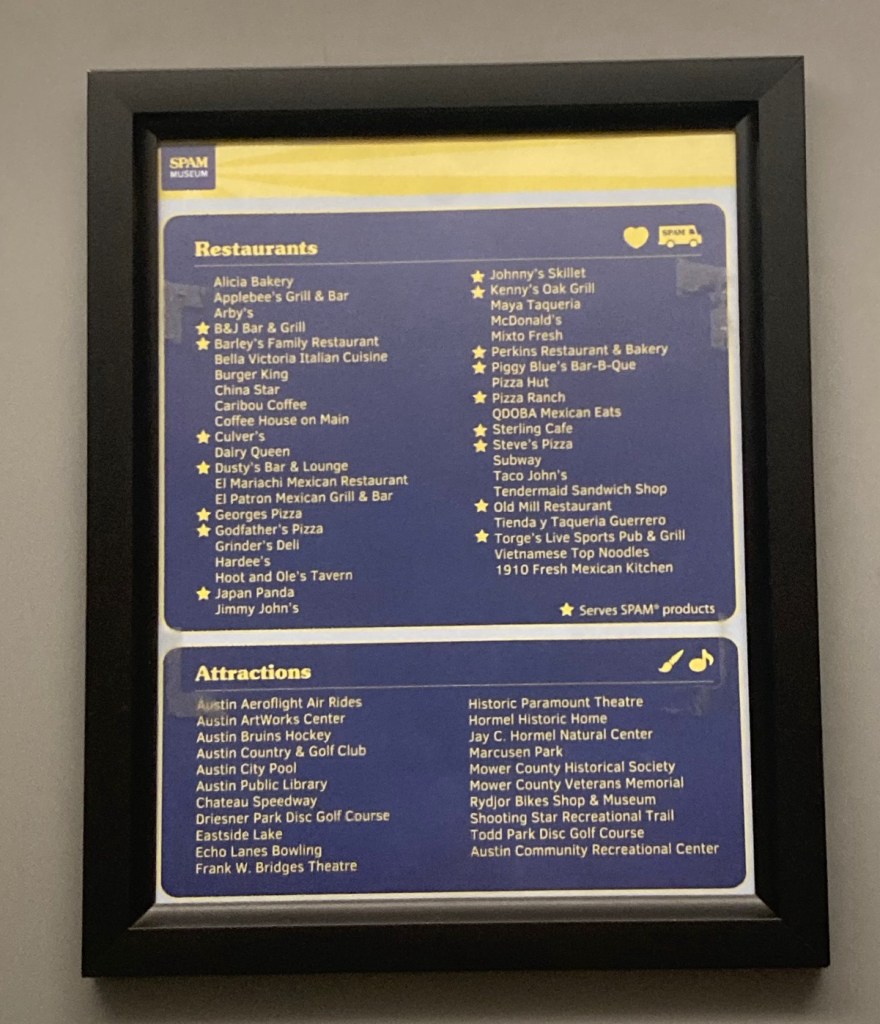 SPAM
MUSEUM
Restaurants
SPAM
Alicia Bakery
Applebee's Grill & Bar
Arby's
★ B&J Bar & Grill
★ Barley's Family Restaurant
Bella Victoria Italian Cuisine
Burger King
China Star
Caribou Coffee
Coffee House on Main
★ Culver's
Dairy Queen
★ Dusty's Bar & Lounge
El Mariachi Mexican Restaurant
El Patron Mexican Grill & Bar
★ Georges Pizza
★ Godfather's Pizza
Grinder's Deli
Hardee's
Hoot and Ole's Tavern
★ Japan Panda
Jimmy John's
★ Johnny's Skillet
★ Kenny's Oak Grill
Maya Taqueria
McDonald's
Mixto Fresh
★ Perkins Restaurant & Bakery
★ Piggy Blue's Bar-B-Que
Pizza Hut
★ Pizza Ranch
QDOBA Mexican Eats
★ Sterling Cafe
★ Steve's Pizza
Subway
Taco John's
Tendermaid Sandwich Shop
★ Old Mill Restaurant
Tienda y Taqueria Guerrero
★ Torge's Live Sports Pub & Grill
Vietnamese Top Noodles
1910 Fresh Mexican Kitchen
★ Serves SPAM® products
Attractions
Austin Aeroflight Air Rides
Austin ArtWorks Center
Austin Bruins Hockey
Austin Country & Golf Club
Austin City Pool
Austin Public Library
Chateau Speedway
Driesner Park Disc Golf Course
Eastside Lake
Echo Lanes Bowling
Frank W. Bridges Theatre
Historic Paramount Theatre
Hormel Historic Home
Jay C. Hormel Natural Center
Marcusen Park
Mower County Historical Society
Mower County Veterans Memorial
Rydjor Bikes Shop & Museum
Shooting Star Recreational Trail
Todd Park Disc Golf Course
Austin Community Recreational Center